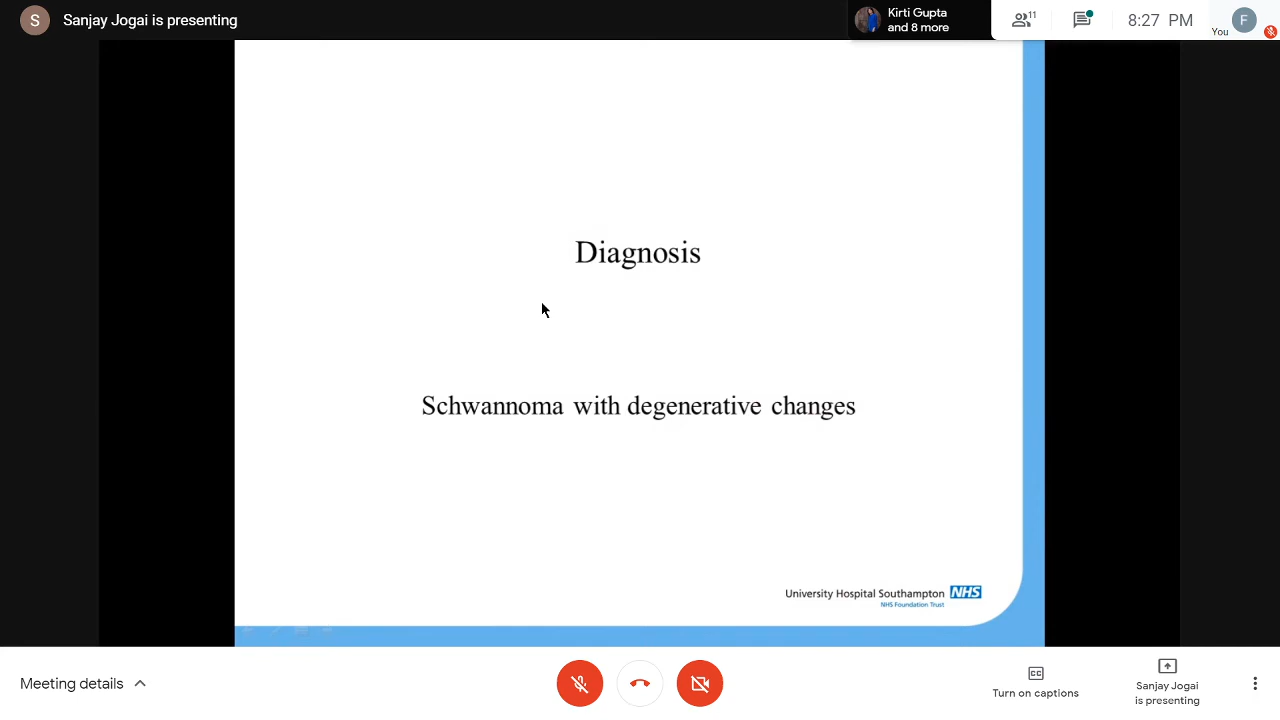 S
Sanjay Jogai is presenting
Kirti Gupta
and 8 more
11
8:27 PM
You
F
Diagnosis
Schwannoma with degenerative changes
University Hospital Southampton NHS
NHS Foundation Trust
Meeting details
CC
Turn on captions
Sanjay Jogai
is presenting